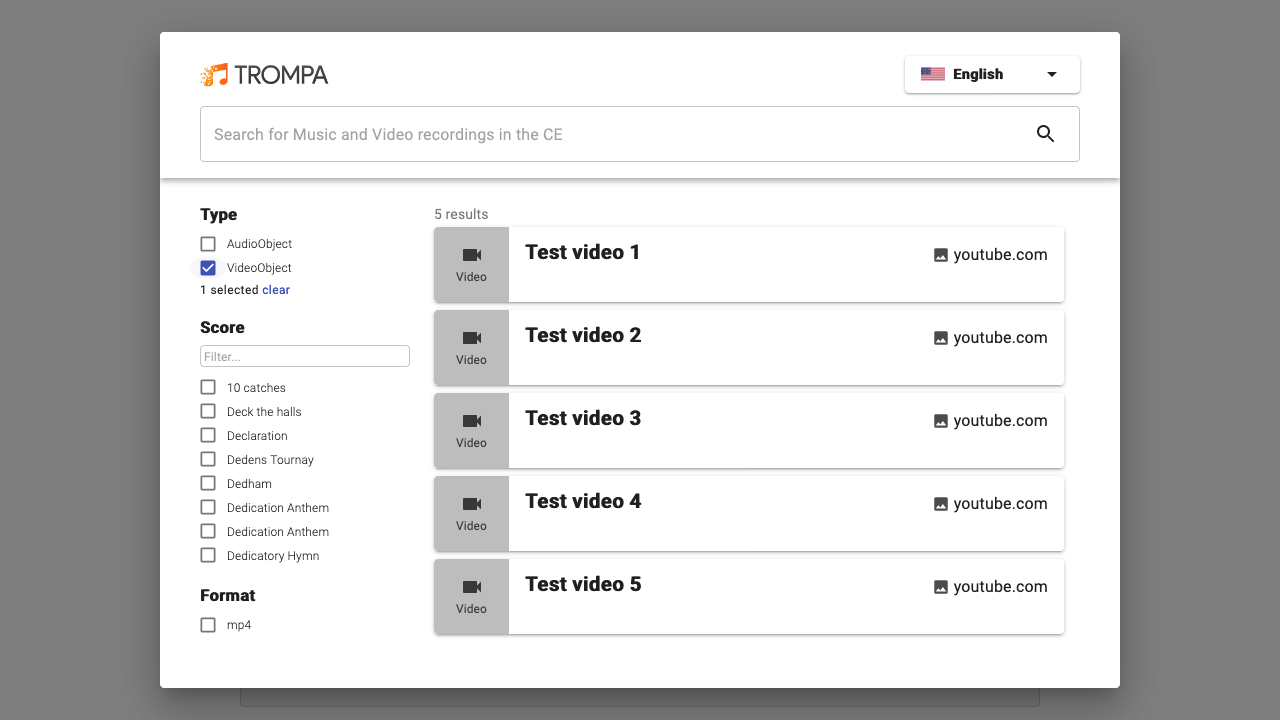 TROMPA
English
Search for Music and Video recordings in the CE
Type
AudioObject
VideoObject
1 selected clear
Score
Filter...
10 catches
Deck the halls
Declaration
Dedens Tournay
Dedham
Dedication Anthem
Dedication Anthem
Dedicatory Hymn
Format
mp4
5 results
Video
Test video 1
youtube.com
Video
Test video 2
youtube.com
Video
Test video 3
youtube.com
Video
Test video 4
youtube.com
Video
Test video 5
youtube.com